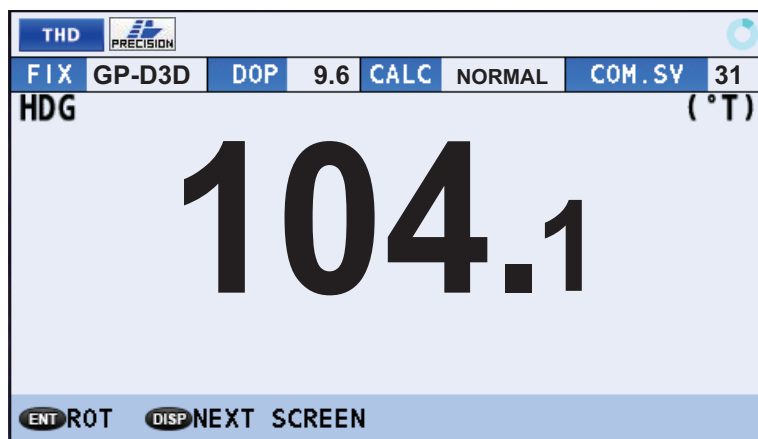 THD PRECISION
FIX GP-D3D DOP 9.6 CALC NORMAL COM.SV 31
HDG (°T)
104.1
ENT ROT DISP NEXT SCREEN